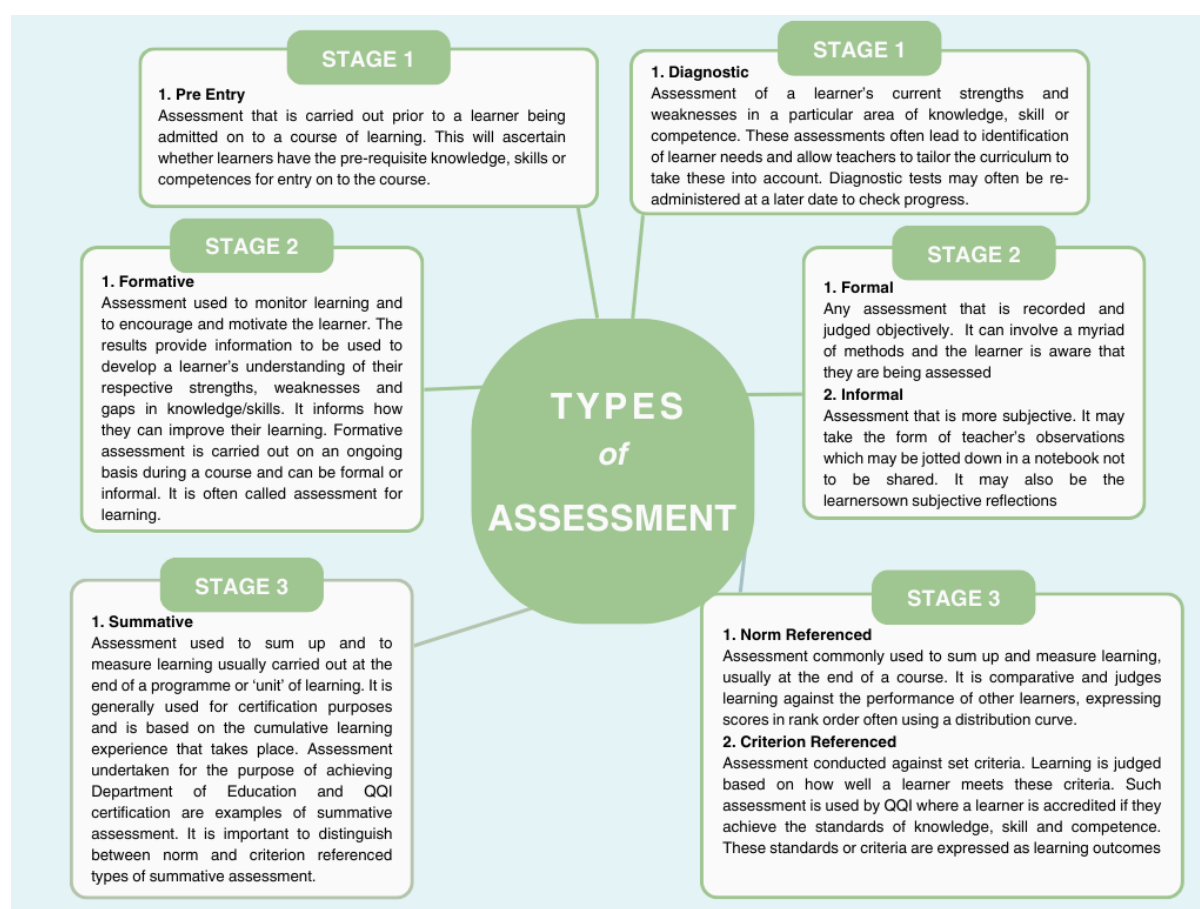 STAGE 1
1. Pre Entry
Assessment that is carried out prior to a learner being
admitted on to a course of learning. This will ascertain
whether learners have the pre-requisite knowledge, skills or
competences for entry on to the course.
STAGE 1
1. Diagnostic
Assessment of a learner's current strengths and
weaknesses in a particular area of knowledge, skill or
competence. These assessments often lead to identification
of learner needs and allow teachers to tailor the curriculum to
take these into account. Diagnostic tests may often be re-
administered at a later date to check progress.
STAGE 2
1. Formative
Assessment used to monitor learning and
to encourage and motivate the learner. The
results provide information to be used to
develop a learner's understanding of their
respective strengths, weaknesses and
gaps in knowledge/skills. It informs how
they can improve their learning. Formative
assessment is carried out on an ongoing
basis during a course and can be formal or
informal. It is often called assessment for
learning.
TYPES
of
ASSESSMENT
STAGE 2
1. Formal
Any assessment that is recorded and
judged objectively. It can involve a myriad
of methods and the learner is aware that
they are being assessed
2. Informal
Assessment that is more subjective. It may
take the form of teacher's observations
which may be jotted down in a notebook not
to be shared. It may also be the
learnersown subjective reflections
STAGE 3
1. Summative
Assessment used to sum up and to
measure learning usually carried out at the
end of a programme or 'unit' of learning. It is
generally used for certification purposes
and is based on the cumulative learning
experience that takes place. Assessment
undertaken for the purpose of achieving
Department of Education and QQI
certification are examples of summative
assessment. It is important to distinguish
between norm and criterion referenced
types of summative assessment.
STAGE 3
1. Norm Referenced
Assessment commonly used to sum up and measure learning,
usually at the end of a course. It is comparative and judges
learning against the performance of other learners, expressing
scores in rank order often using a distribution curve.
2. Criterion Referenced
Assessment conducted against set criteria. Learning is judged
based on how well a learner meets these criteria. Such
assessment is used by QQI where a learner is accredited if they
achieve the standards of knowledge, skill and competence.
These standards or criteria are expressed as learning outcomes